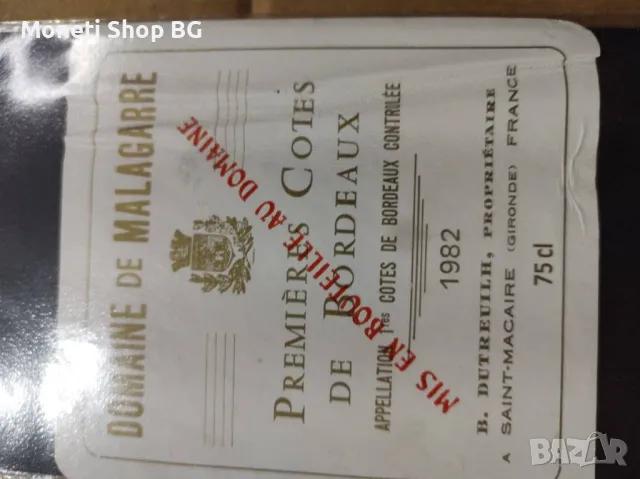 Moneti Shop BG
DOMAINE DE MALAGARRE
PREMIÈRES COTES
DE BORDEAUX
APPELLATION 1res COTES DE BORDEAUX CONTRÔLÉE
MIS EN BOUTEILLE AU DOMAINE
1982
B. DUTREUILH, PROPRIÉTAIRE
A SAINT-MACAIRE (GIRONDE) FRANCE
75 cl
BAZAR